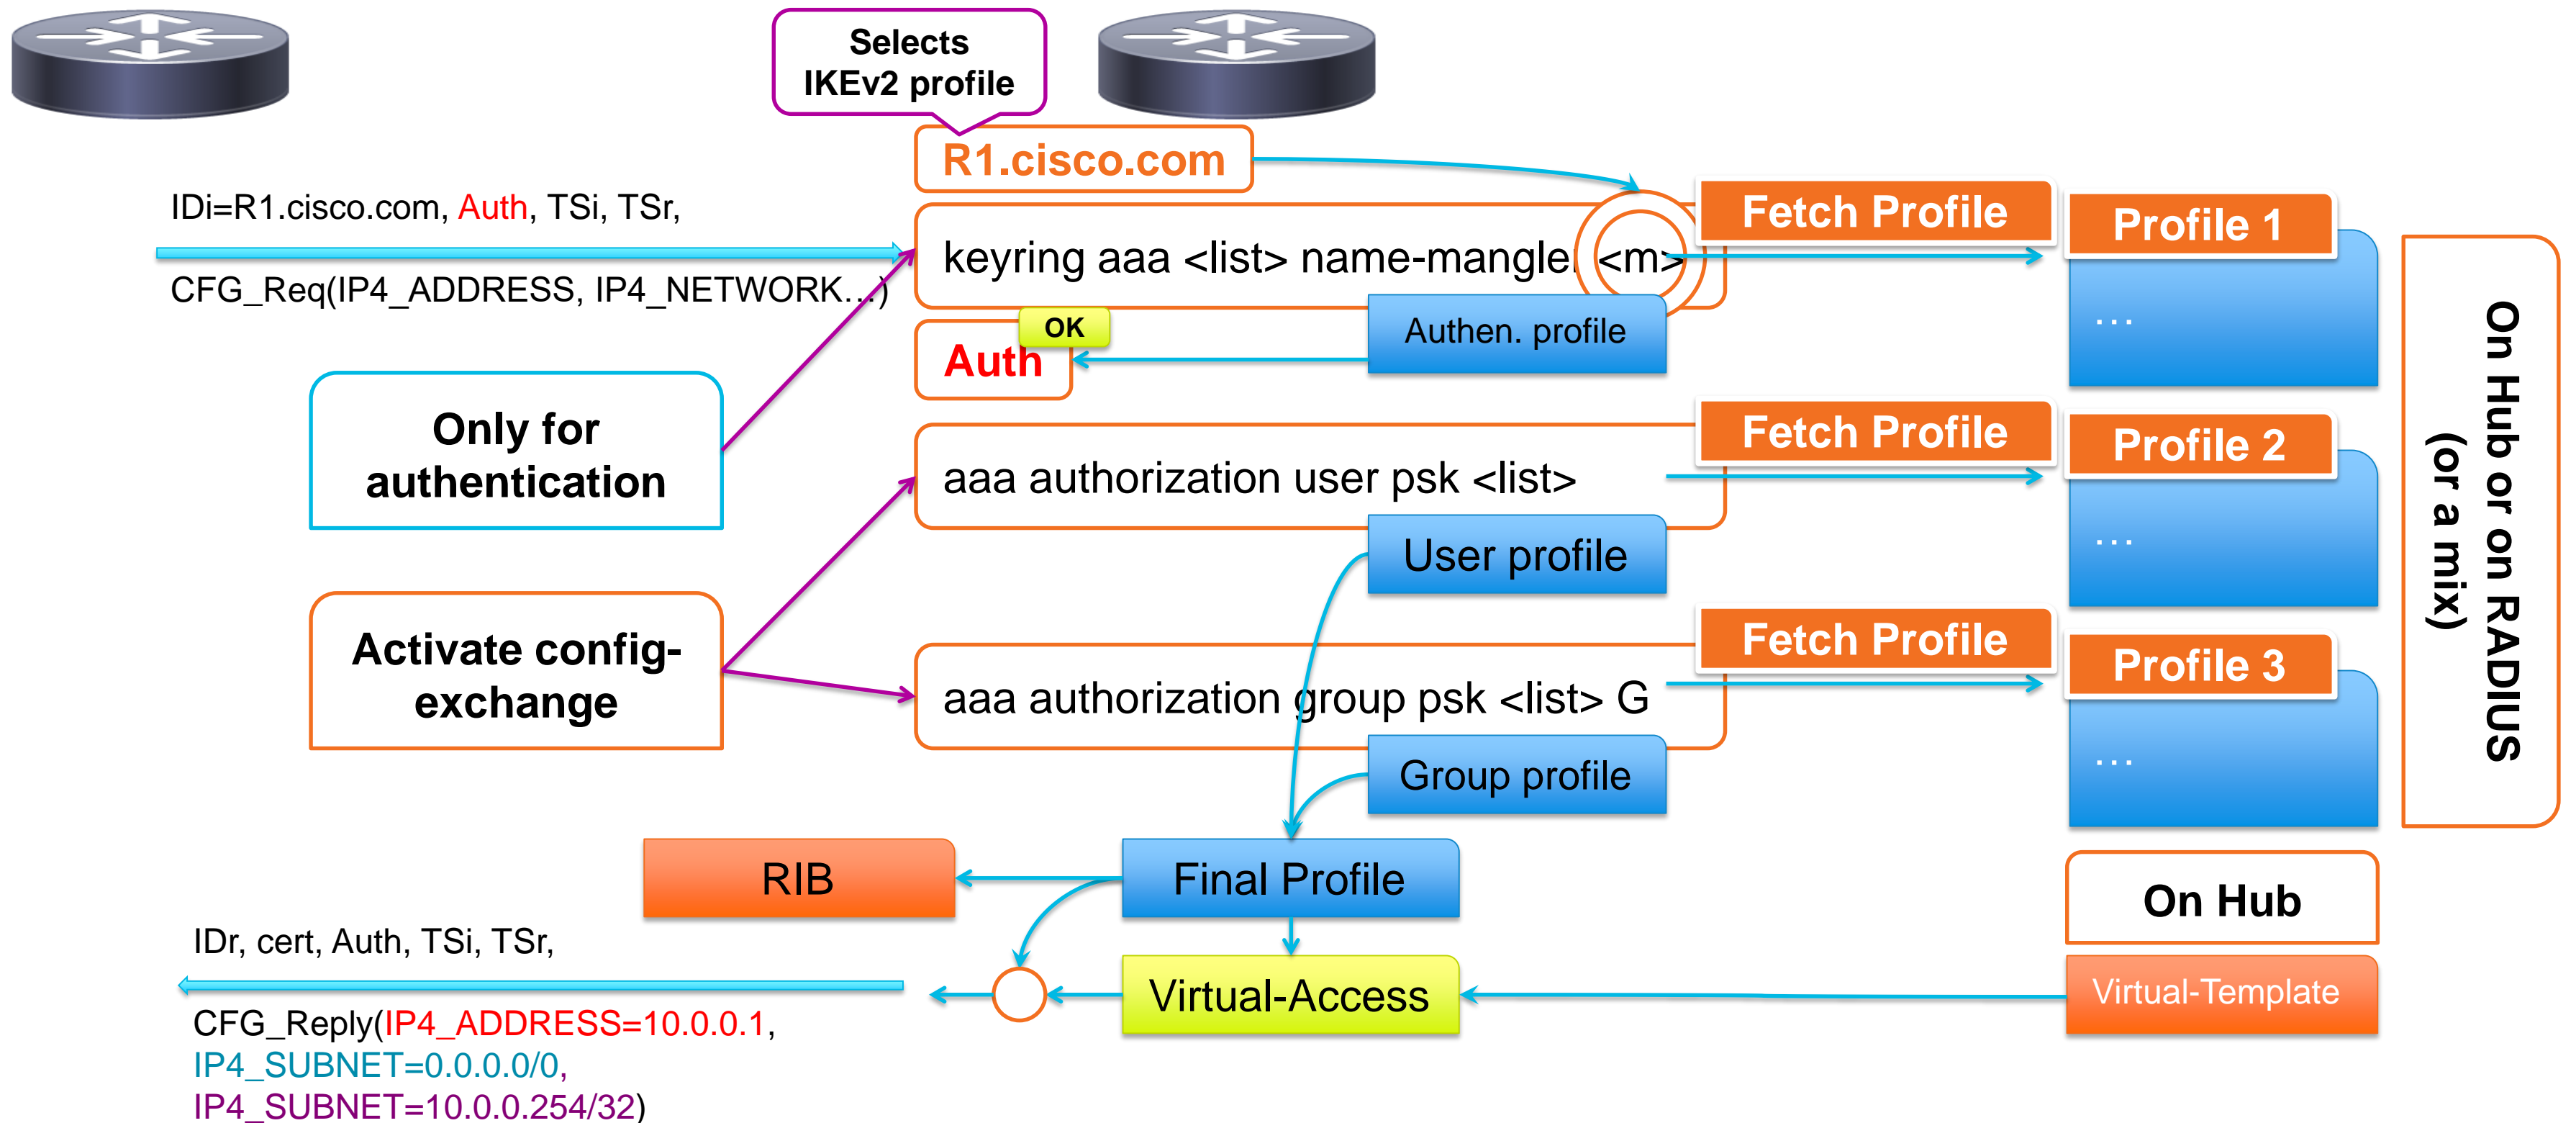 Selects
IKEv2 profile
R1.cisco.com
IDi=R1.cisco.com, Auth, TSi, TSr,
CFG_Req(IP4_ADDRESS, IP4_NETWORK…)
keyring aaa <list> name-mangler <m>
Fetch Profile
Profile 1
…
OK
Auth
Authen. profile
Only for
authentication
aaa authorization user psk <list>
Fetch Profile
Profile 2
…
User profile
Activate config-
exchange
aaa authorization group psk <list> G
Fetch Profile
Profile 3
…
Group profile
On Hub or on RADIUS
(or a mix)
RIB
Final Profile
On Hub
IDr, cert, Auth, TSi, TSr,
Virtual-Access
Virtual-Template
CFG_Reply(IP4_ADDRESS=10.0.0.1,
IP4_SUBNET=0.0.0.0/0,
IP4_SUBNET=10.0.0.254/32)